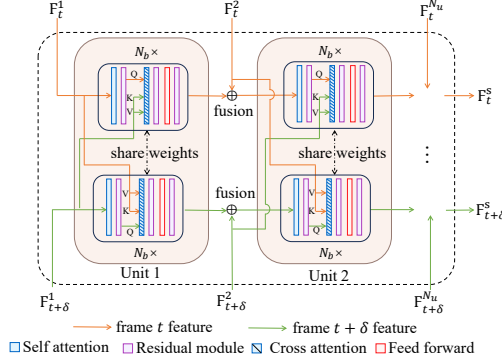 F_t^1 F_t^2 F_t^{N_u}
N_b × N_b ×
Q Q
K K
V V
F_t^s
fusion
share weights share weights
fusion
V V
K K
Q Q
F_{t+δ}^s
N_b × N_b ×
Unit 1 Unit 2
F_{t+δ}^1 F_{t+δ}^2 F_{t+δ}^{N_u}
frame t feature frame t + δ feature
Self attention Residual module Cross attention Feed forward